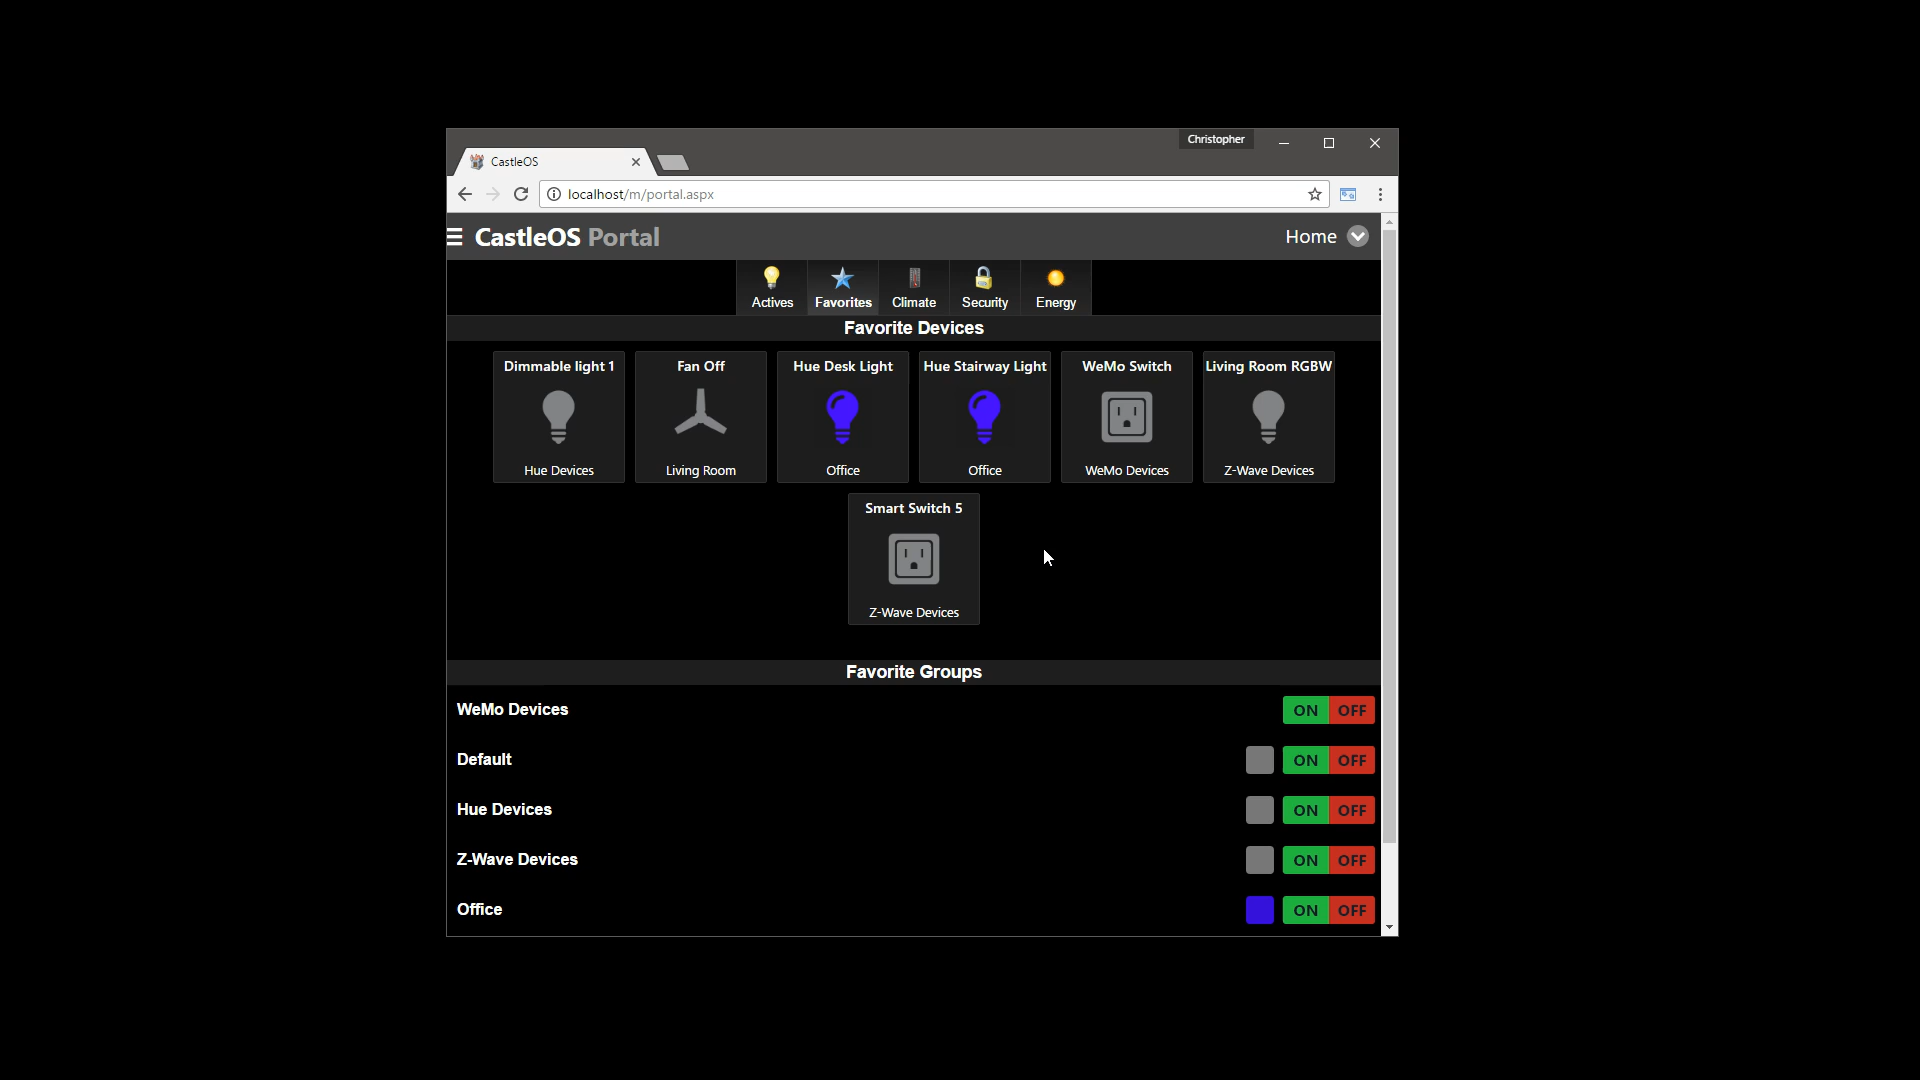 Christopher
CastleOS
localhost/m/portal.aspx
CastleOS Portal
Home
Actives
Favorites
Climate
Security
Energy
Favorite Devices
Dimmable light 1
Fan Off
Hue Desk Light
Hue Stairway Light
WeMo Switch
Living Room RGBW
Hue Devices
Living Room
Office
Office
WeMo Devices
Z-Wave Devices
Smart Switch 5
Z-Wave Devices
Favorite Groups
WeMo Devices
ON OFF
Default
ON OFF
Hue Devices
ON OFF
Z-Wave Devices
ON OFF
Office
ON OFF